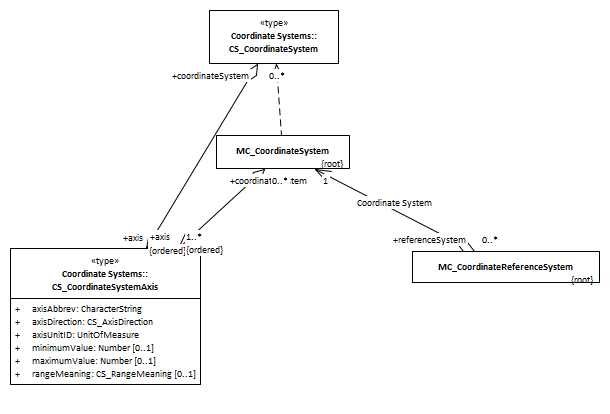 «type»
Coordinate Systems::
CS_CoordinateSystem
+coordinateSystem
0..*
MC_CoordinateSystem
{root}
0..*
1
Coordinate System
+axis
+axis
1..*
{ordered}
{ordered}
+referenceSystem
0..*
«type»
Coordinate Systems::
CS_CoordinateSystemAxis
+ axisAbbrev: CharacterString
+ axisDirection: CS_AxisDirection
+ axisUnitID: UnitOfMeasure
+ minimumValue: Number [0..1]
+ maximumValue: Number [0..1]
+ rangeMeaning: CS_RangeMeaning [0..1]
MC_CoordinateReferenceSystem
{root}